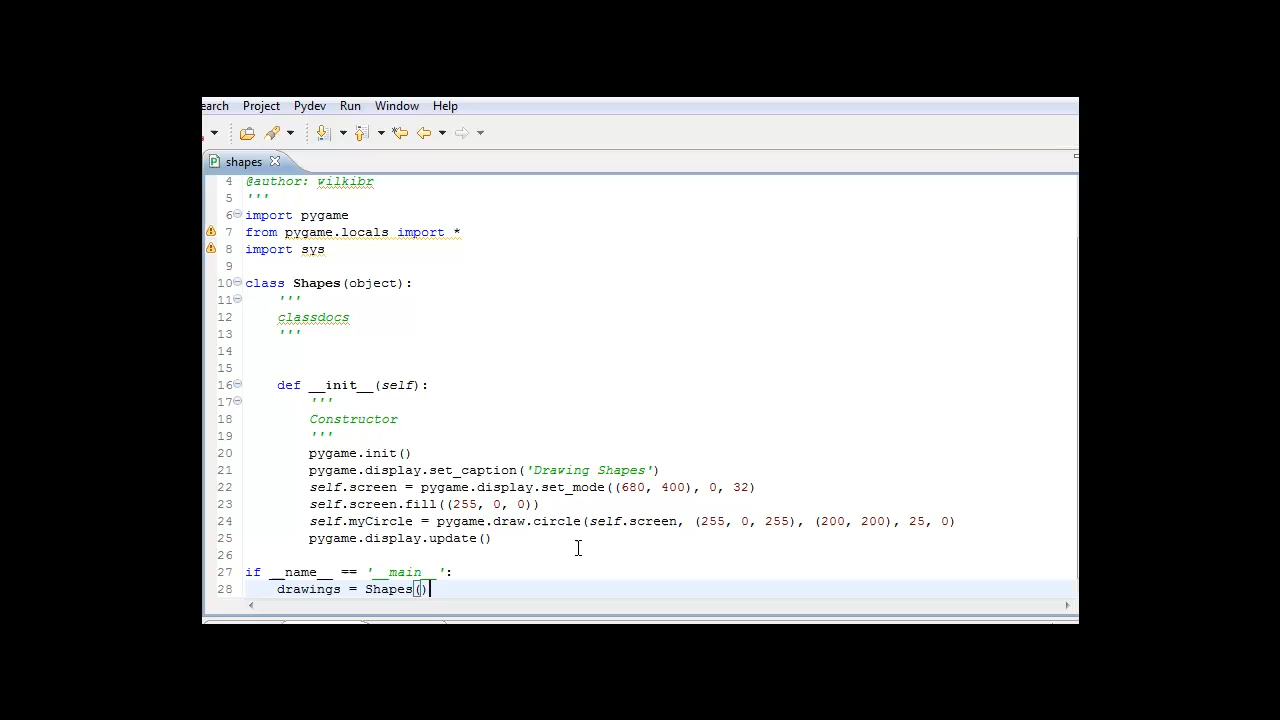 earch Project Pydev Run Window Help
shapes
4 @author: wilkibr
5 '''
6 import pygame
7 from pygame.locals import *
8 import sys
9
10 class Shapes(object):
11     '''
12     classdocs
13     '''
14
15
16     def __init__(self):
17         '''
18         Constructor
19         '''
20         pygame.init()
21         pygame.display.set_caption('Drawing Shapes')
22         self.screen = pygame.display.set_mode((680, 400), 0, 32)
23         self.screen.fill((255, 0, 0))
24         self.myCircle = pygame.draw.circle(self.screen, (255, 0, 255), (200, 200), 25, 0)
25         pygame.display.update()
26
27 if __name__ == '__main__':
28     drawings = Shapes()